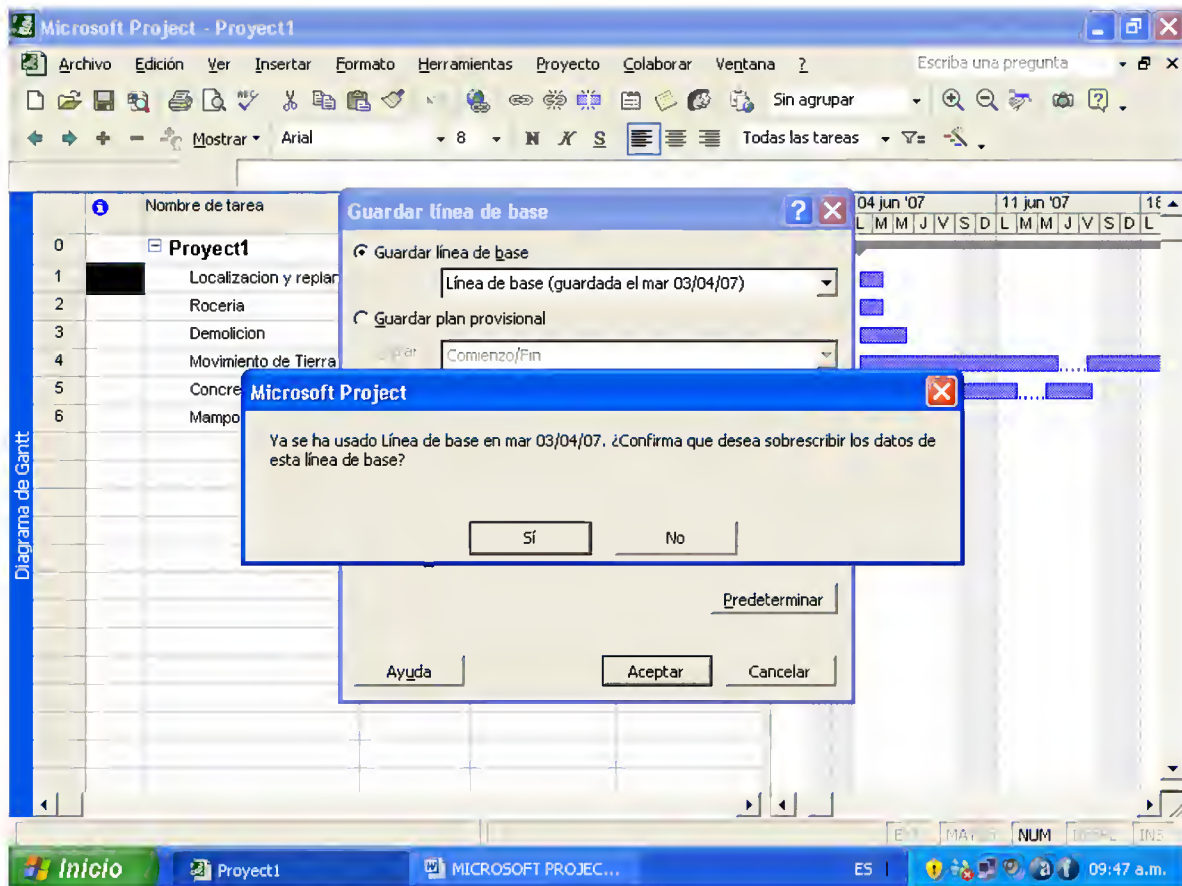 Microsoft Project - Proyect1
Archivo Edición Ver Insertar Formato Herramientas Proyecto Colaborar Ventana ? Escriba una pregunta
ABC Sin agrupar
Mostrar Arial 8 N K S Todas las tareas
Nombre de tarea 04 jun '07 11 jun '07
L M M J V S D L M M J V S D L
0 Proyect1
1 Localizacion y replan
2 Roceria
3 Demolicion
4 Movimiento de Tierra
5 Concre
6 Mampo
Diagrama de Gantt
Guardar línea de base
Guardar línea de base
Línea de base (guardada el mar 03/04/07)
Guardar plan provisional
Comienzo/Fin
Microsoft Project
Ya se ha usado Línea de base en mar 03/04/07. ¿Confirma que desea sobrescribir los datos de
esta línea de base?
Sí No
Predeterminar
Ayuda Aceptar Cancelar
NUM
Inicio Proyect1 MICROSOFT PROJEC... ES 09:47 a.m.